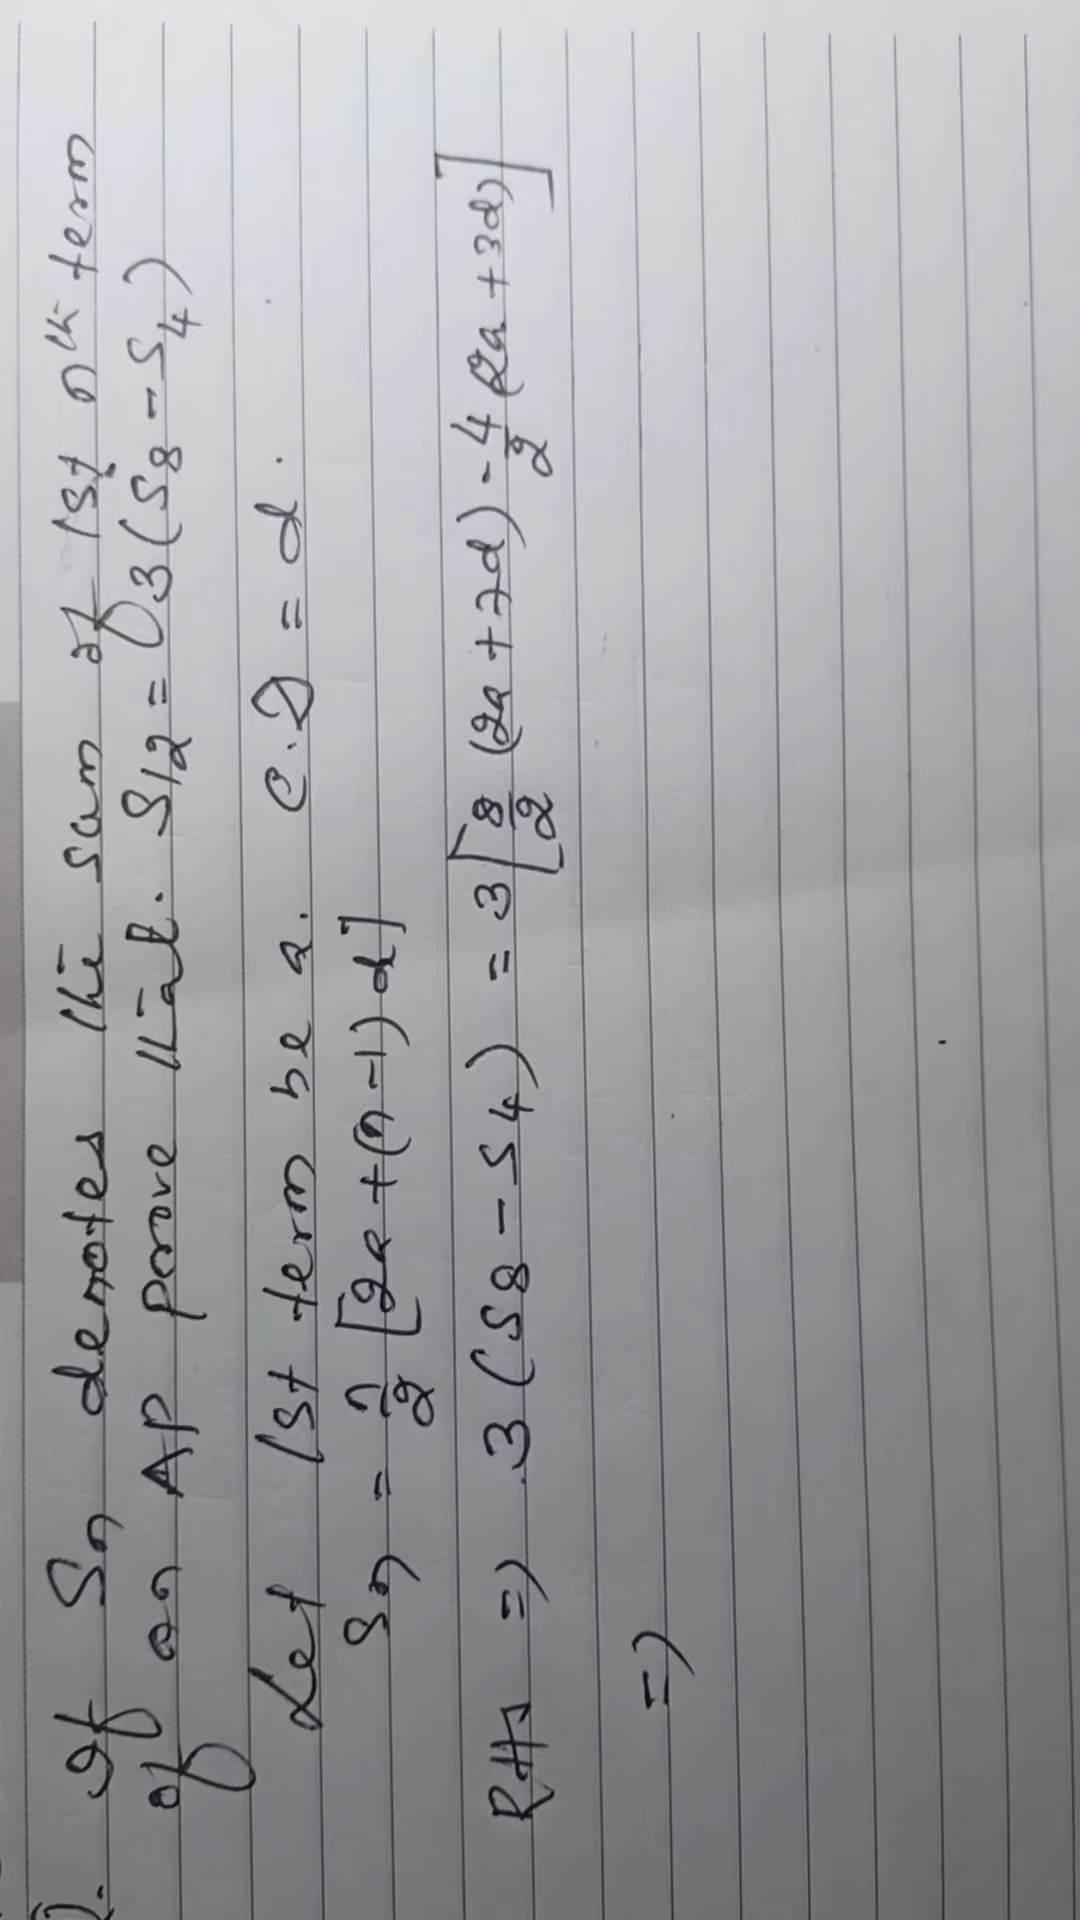 If Sn denotes the sum of 1st nth term
of an AP prove that. S12 = 3(S8 - S4)
Let 1st term be a. C.D = d.
Sn = n/2 [2a + (n-1)d]
RHS => 3(S8 - S4) = 3[8/2 (2a + 7d) - 4/2 (2a + 3d)]
=>